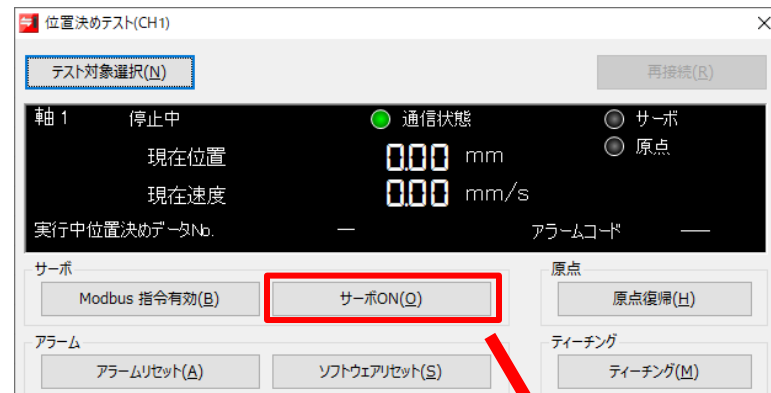 位置決めテスト(CH1)
テスト対象選択(N) 再接続(R)
軸 1 停止中 通信状態 サーボ
現在位置 0.00 mm 原点
現在速度 0.00 mm/s
実行中位置決めデータNo. — アラームコード —
サーボ 原点
Modbus 指令有効(B) サーボON(O) 原点復帰(H)
アラーム ティーチング
アラームリセット(A) ソフトウェアリセット(S) ティーチング(M)